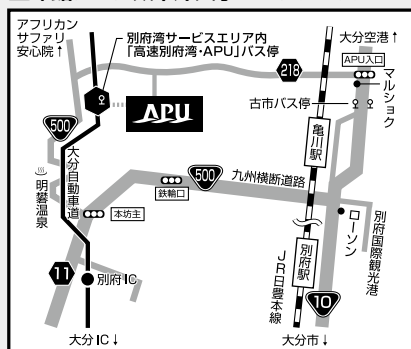 アフリカン
サファリ
安心院↑
別府湾サービスエリア内
「高速別府湾・APU」バス停
大分空港↑
APU入口
218
マルショク
古市バス停
APU
500
大分自動車道
亀川駅
明礬温泉
500
九州横断道路
鉄輪口
本坊主
ローソン
別府国際観光港
別府駅
JR日豊本線
11
別府IC
10
大分IC↓
大分市↓